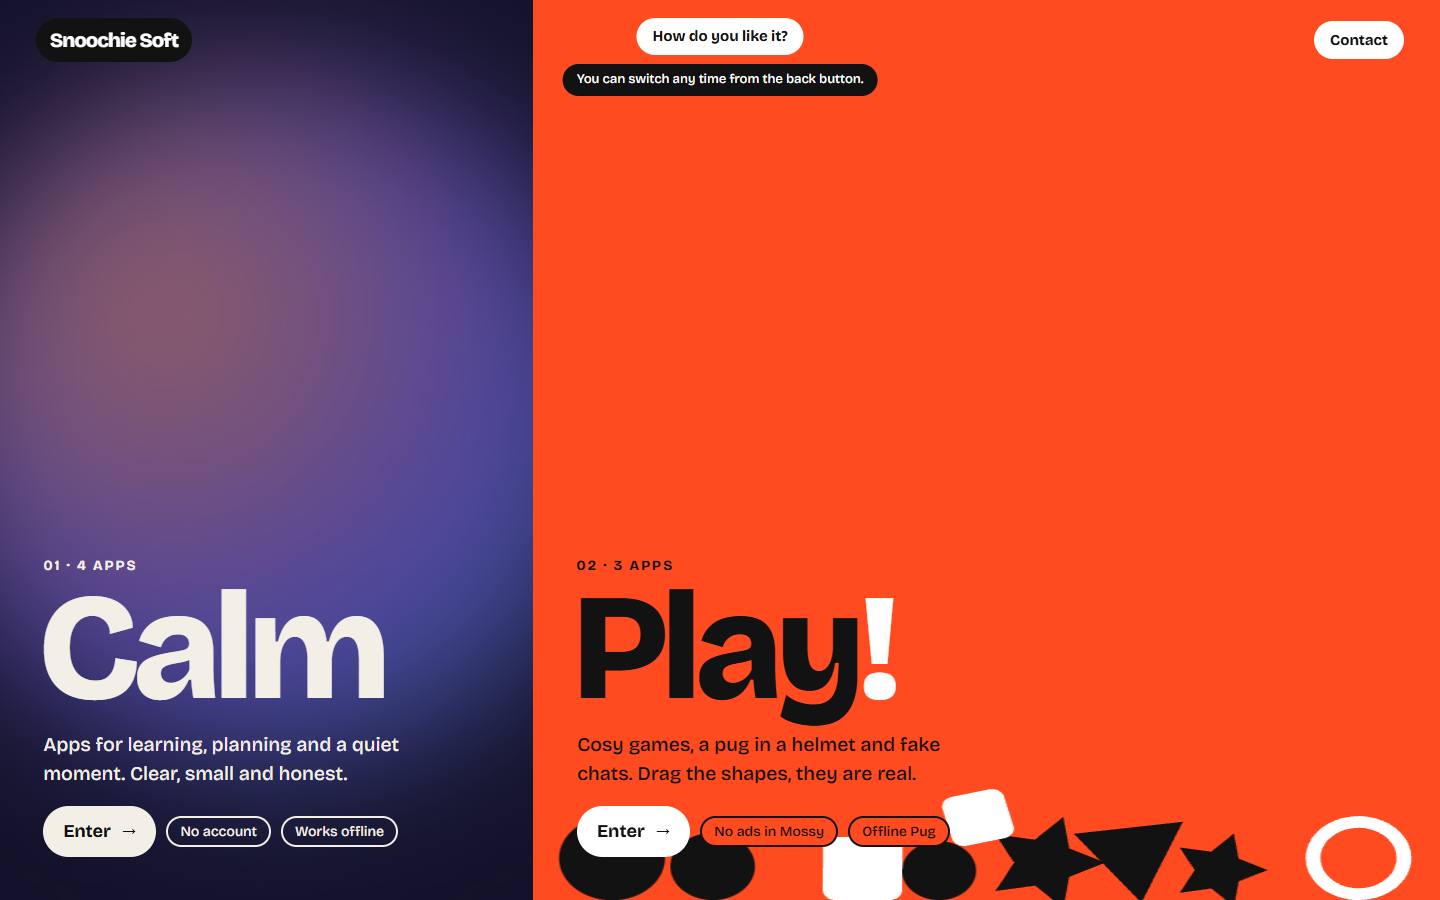 Snoochie Soft
How do you like it?
Contact
You can switch any time from the back button.
01 · 4 APPS
Calm
Apps for learning, planning and a quiet
moment. Clear, small and honest.
Enter →
No account
Works offline
02 · 3 APPS
Play!
Cosy games, a pug in a helmet and fake
chats. Drag the shapes, they are real.
Enter →
No ads in Mossy
Offline Pug